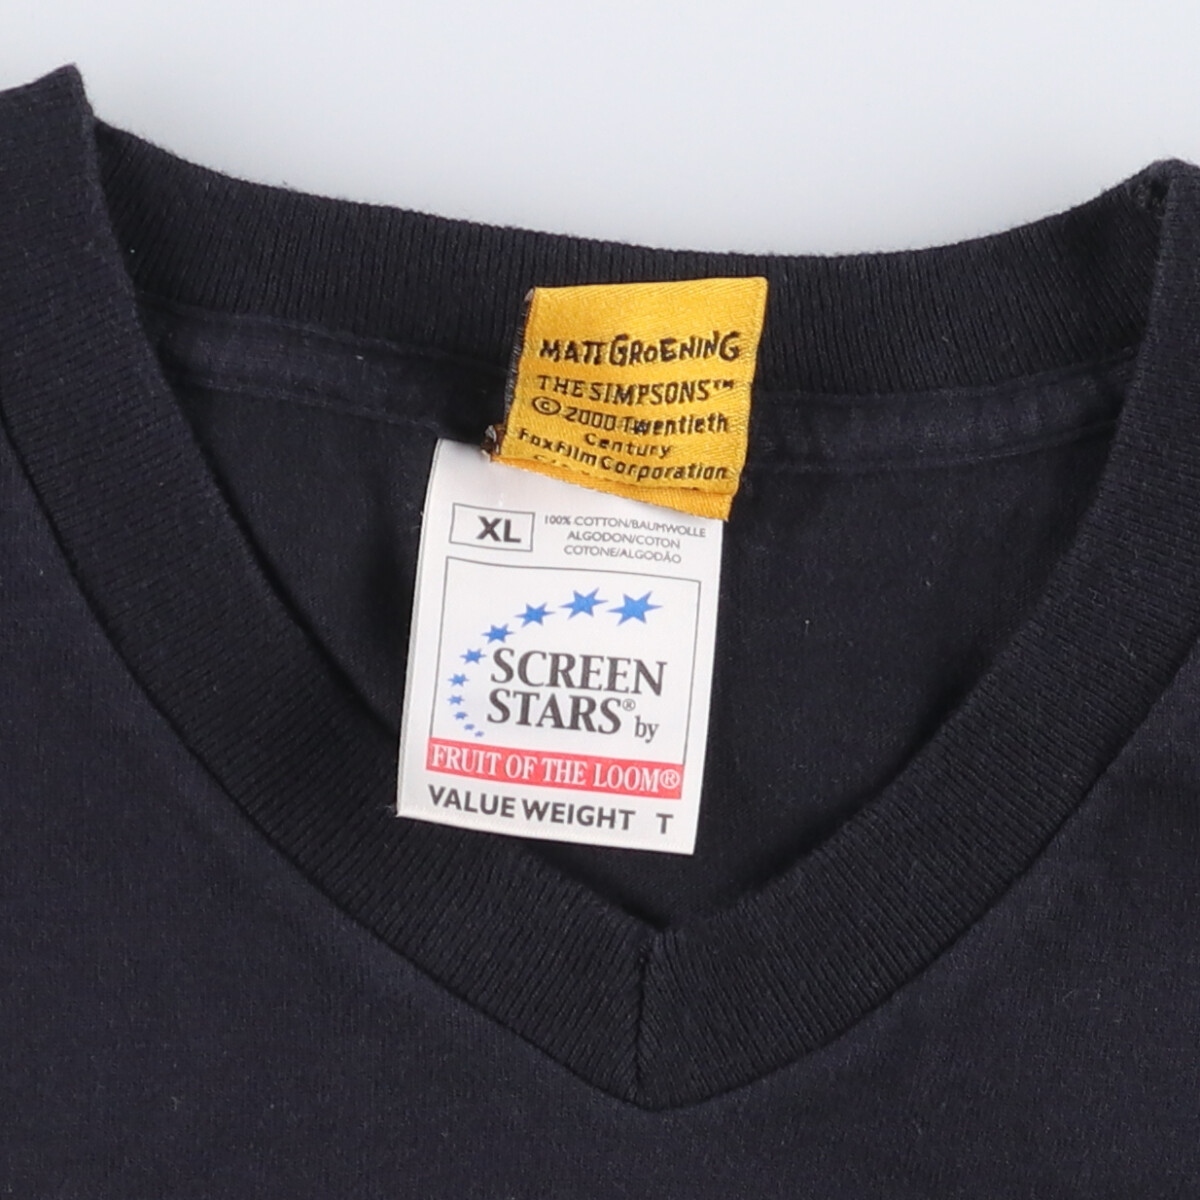 MATT GROENING
THE SIMPSONS™
© 2000 Twentieth
Century
Fox Film Corporation
XL
100% COTTON/BAUMWOLLE
ALGODON/COTON
COTONE/ALGODÃO
SCREEN
STARS® by
FRUIT OF THE LOOM®
VALUE WEIGHT T